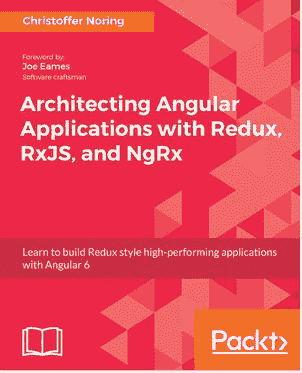 Christoffer Noring
Foreword by:
Joe Eames
Software craftsman
Architecting Angular
Applications with Redux,
RxJS, and NgRx
Learn to build Redux style high-performing applications
with Angular 6
Packt>